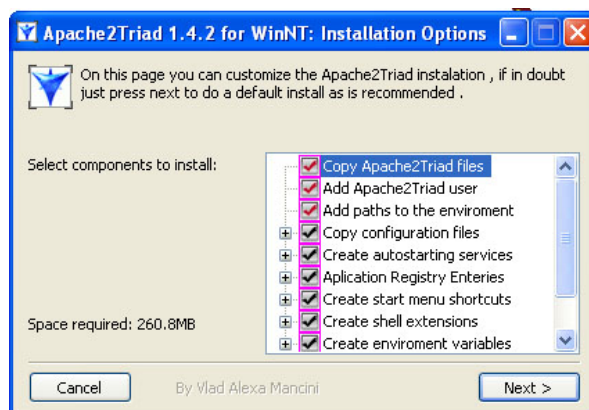 Apache2Triad 1.4.2 for WinNT: Installation Options
On this page you can customize the Apache2Triad instalation , if in doubt
just press next to do a default install as is recommended .
Select components to install:
Copy Apache2Triad files
Add Apache2Triad user
Add paths to the enviroment
Copy configuration files
Create autostarting services
Aplication Registry Enteries
Create start menu shortcuts
Create shell extensions
Create enviroment variables
Space required: 260.8MB
Cancel
By Vlad Alexa Mancini
Next >